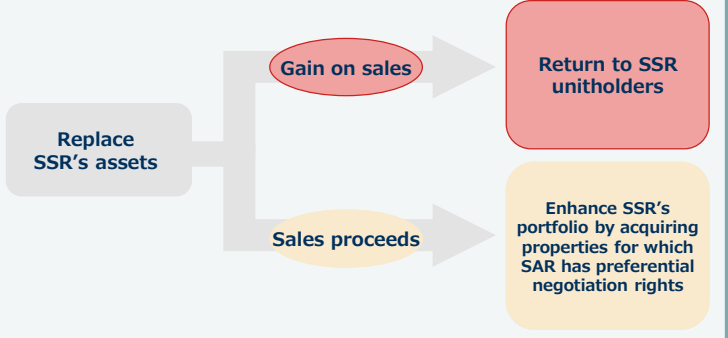 Replace
SSR's assets
Gain on sales
Return to SSR
unitholders
Sales proceeds
Enhance SSR's
portfolio by acquiring
properties for which
SAR has preferential
negotiation rights